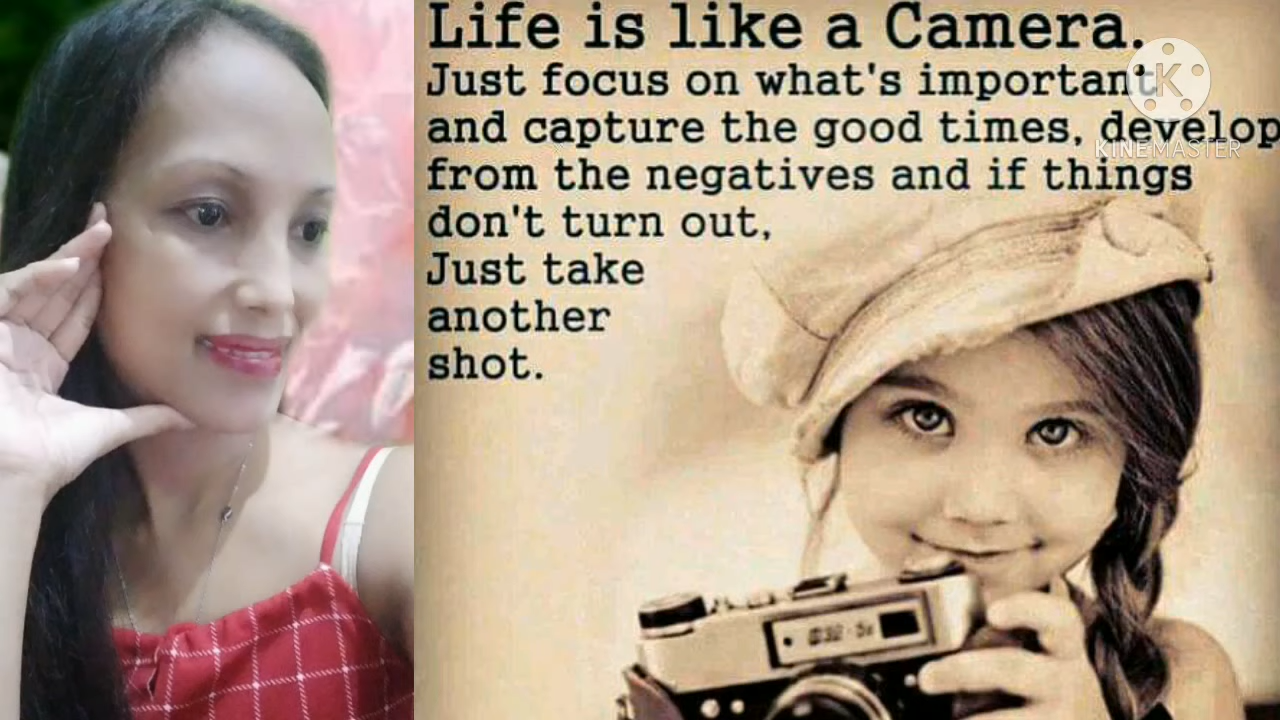 Life is like a Camera.
Just focus on what's important
and capture the good times, develop
from the negatives and if things
don't turn out,
Just take
another
shot.
K
KINEMASTER